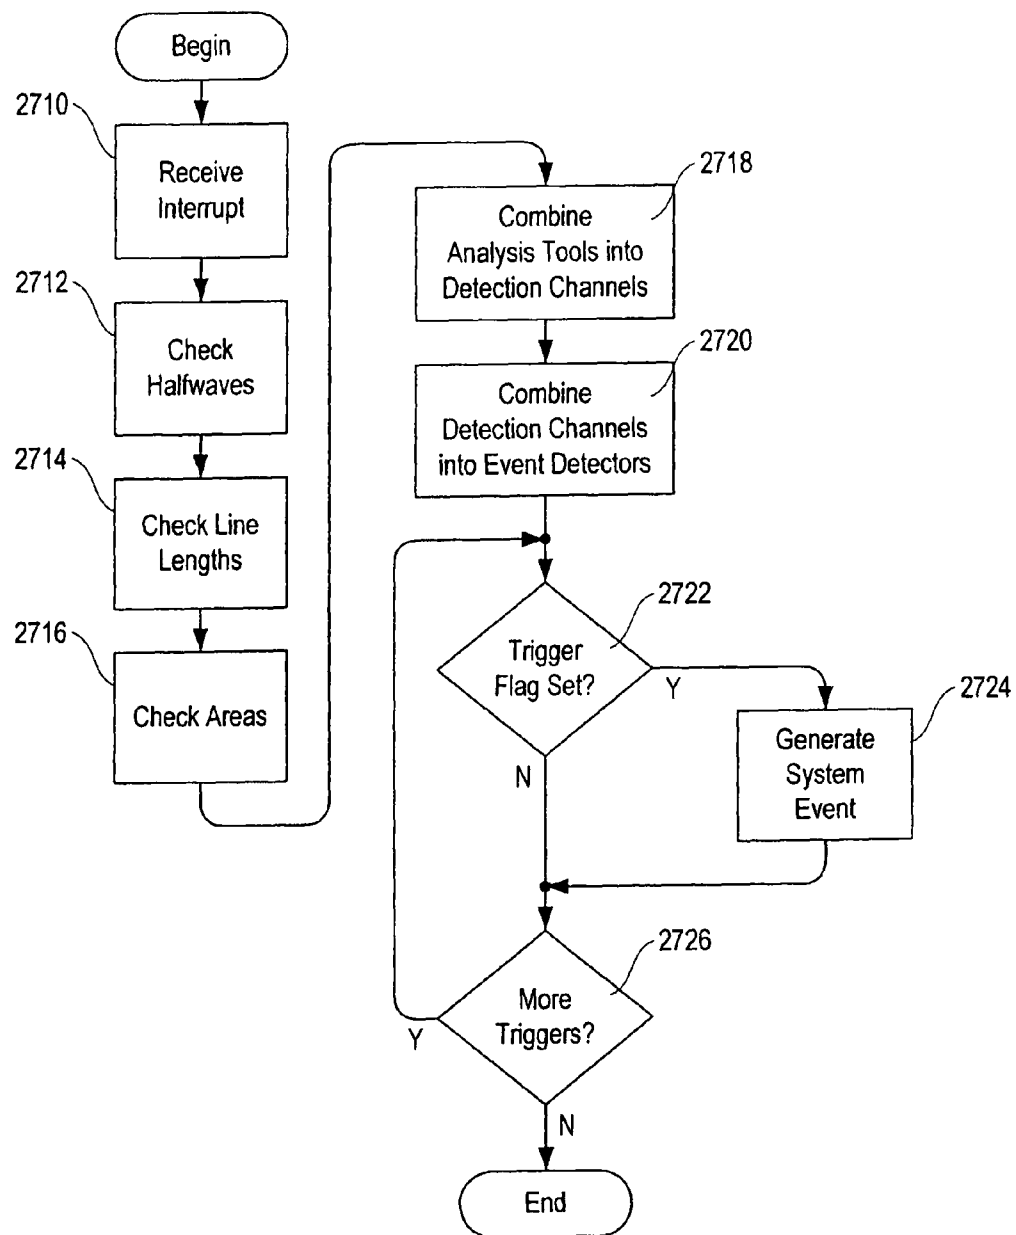 Begin
2710
Receive
Interrupt
2712
Check
Halfwaves
2714
Check Line
Lengths
2716
Check Areas
2718
Combine
Analysis Tools into
Detection Channels
2720
Combine
Detection Channels
into Event Detectors
2722
Trigger
Flag Set?
Y
N
2724
Generate
System
Event
2726
More
Triggers?
Y
N
End